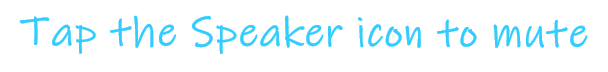 Tap the Speaker icon to mute